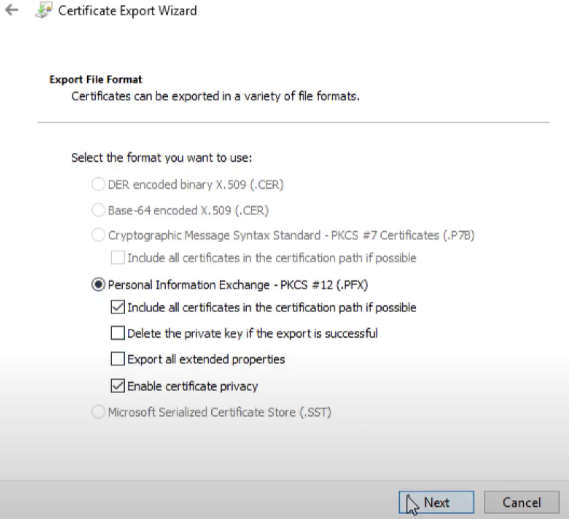 Certificate Export Wizard
Export File Format
Certificates can be exported in a variety of file formats.
Select the format you want to use:
DER encoded binary X.509 (.CER)
Base-64 encoded X.509 (.CER)
Cryptographic Message Syntax Standard - PKCS #7 Certificates (.P7B)
Include all certificates in the certification path if possible
Personal Information Exchange - PKCS #12 (.PFX)
Include all certificates in the certification path if possible
Delete the private key if the export is successful
Export all extended properties
Enable certificate privacy
Microsoft Serialized Certificate Store (.SST)
Next Cancel